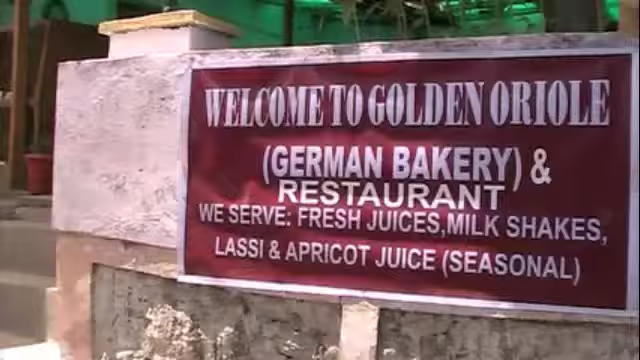 WELCOME TO GOLDEN ORIOLE
(GERMAN BAKERY) &
RESTAURANT
WE SERVE: FRESH JUICES,MILK SHAKES,
LASSI & APRICOT JUICE (SEASONAL)